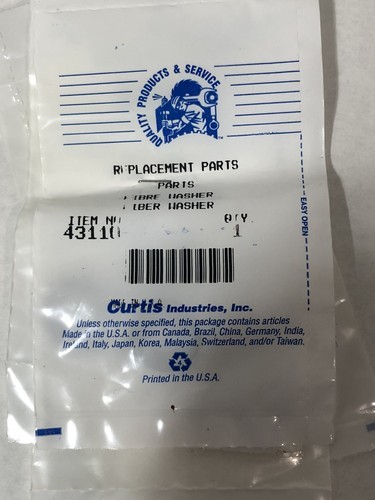 QUALITY PRODUCTS & SERVICE
REPLACEMENT PARTS
PARTS
FIBRE WASHER
FIBER WASHER
ITEM NO QTY
43110 1
EASY OPEN
Curtis Industries, Inc.
Unless otherwise specified, this package contains articles
Made in the U.S.A. or from Canada, Brazil, China, Germany, India,
Ireland, Italy, Japan, Korea, Malaysia, Switzerland, and/or Taiwan.
Printed in the U.S.A.